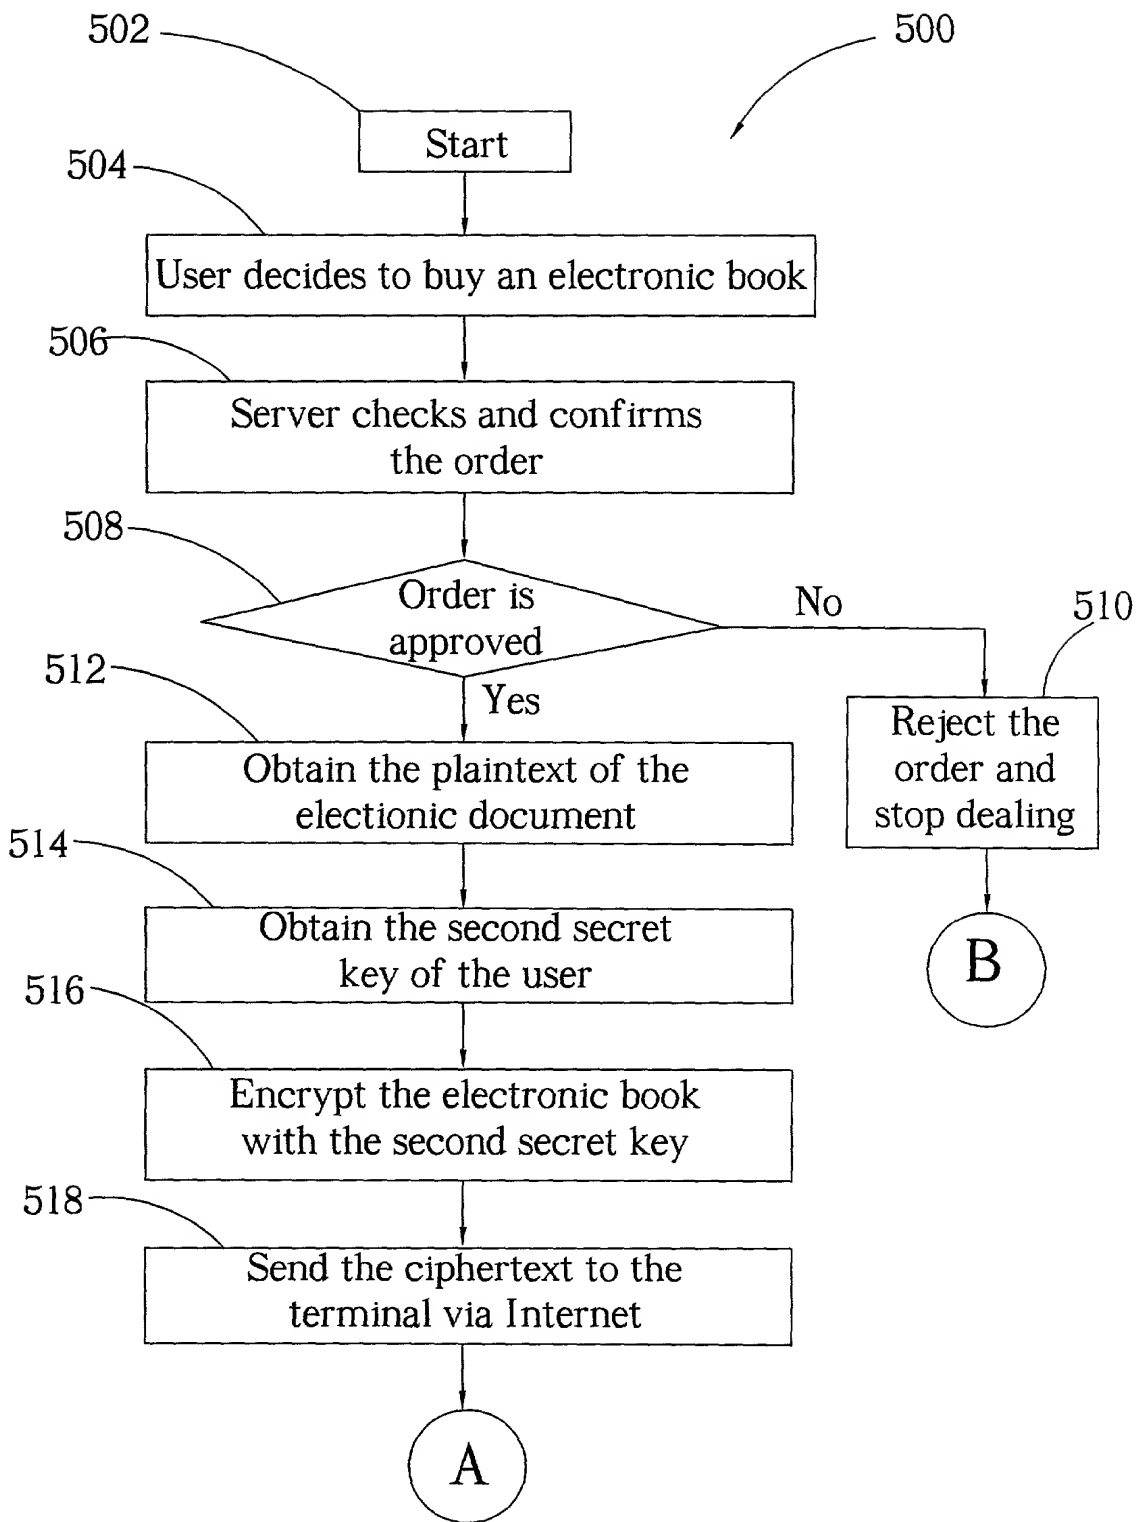 502
500
Start
504
User decides to buy an electronic book
506
Server checks and confirms
the order
508
Order is
approved
No
510
512
Yes
Reject the
order and
stop dealing
Obtain the plaintext of the
electionic document
514
Obtain the second secret
key of the user
B
516
Encrypt the electronic book
with the second secret key
518
Send the ciphertext to the
terminal via Internet
A